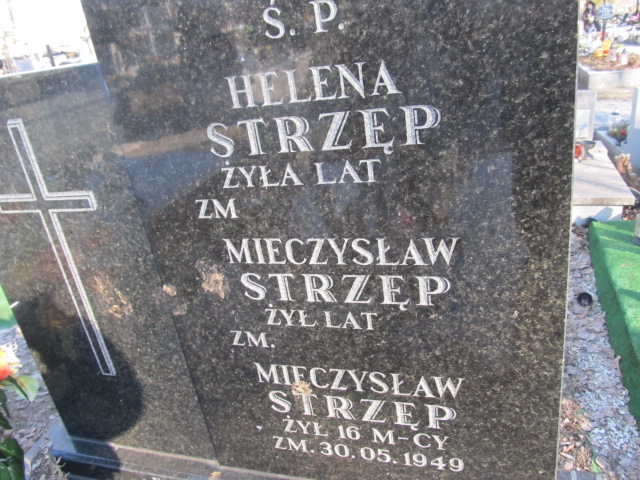 Ś. P.
HELENA
STRZĘP
ŻYŁA LAT
ZM
MIECZYSŁAW
STRZĘP
ŻYŁ LAT
ZM.
MIECZYSŁAW
STRZĘP
ŻYŁ 16 M-CY
ZM. 30.05.1949